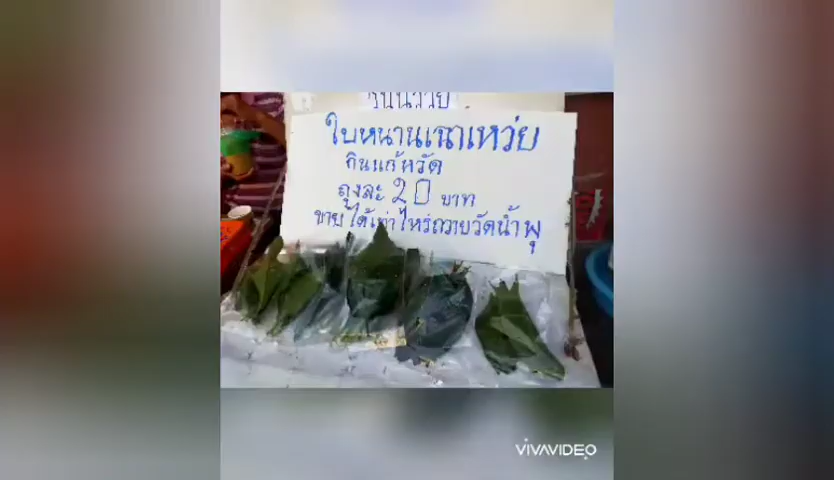 ใบหนานเฉาเหว่ย
กินแก้หวัด
ถุงละ 20 บาท
ขายได้เท่าไหร่ถวายวัดน้ำพุ
VIVAVIDEO